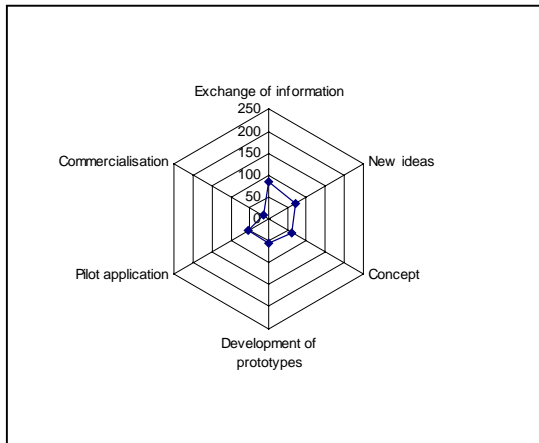 Exchange of information
250
200
150
100
50
0
New ideas
Commercialisation
Concept
Pilot application
Development of
prototypes